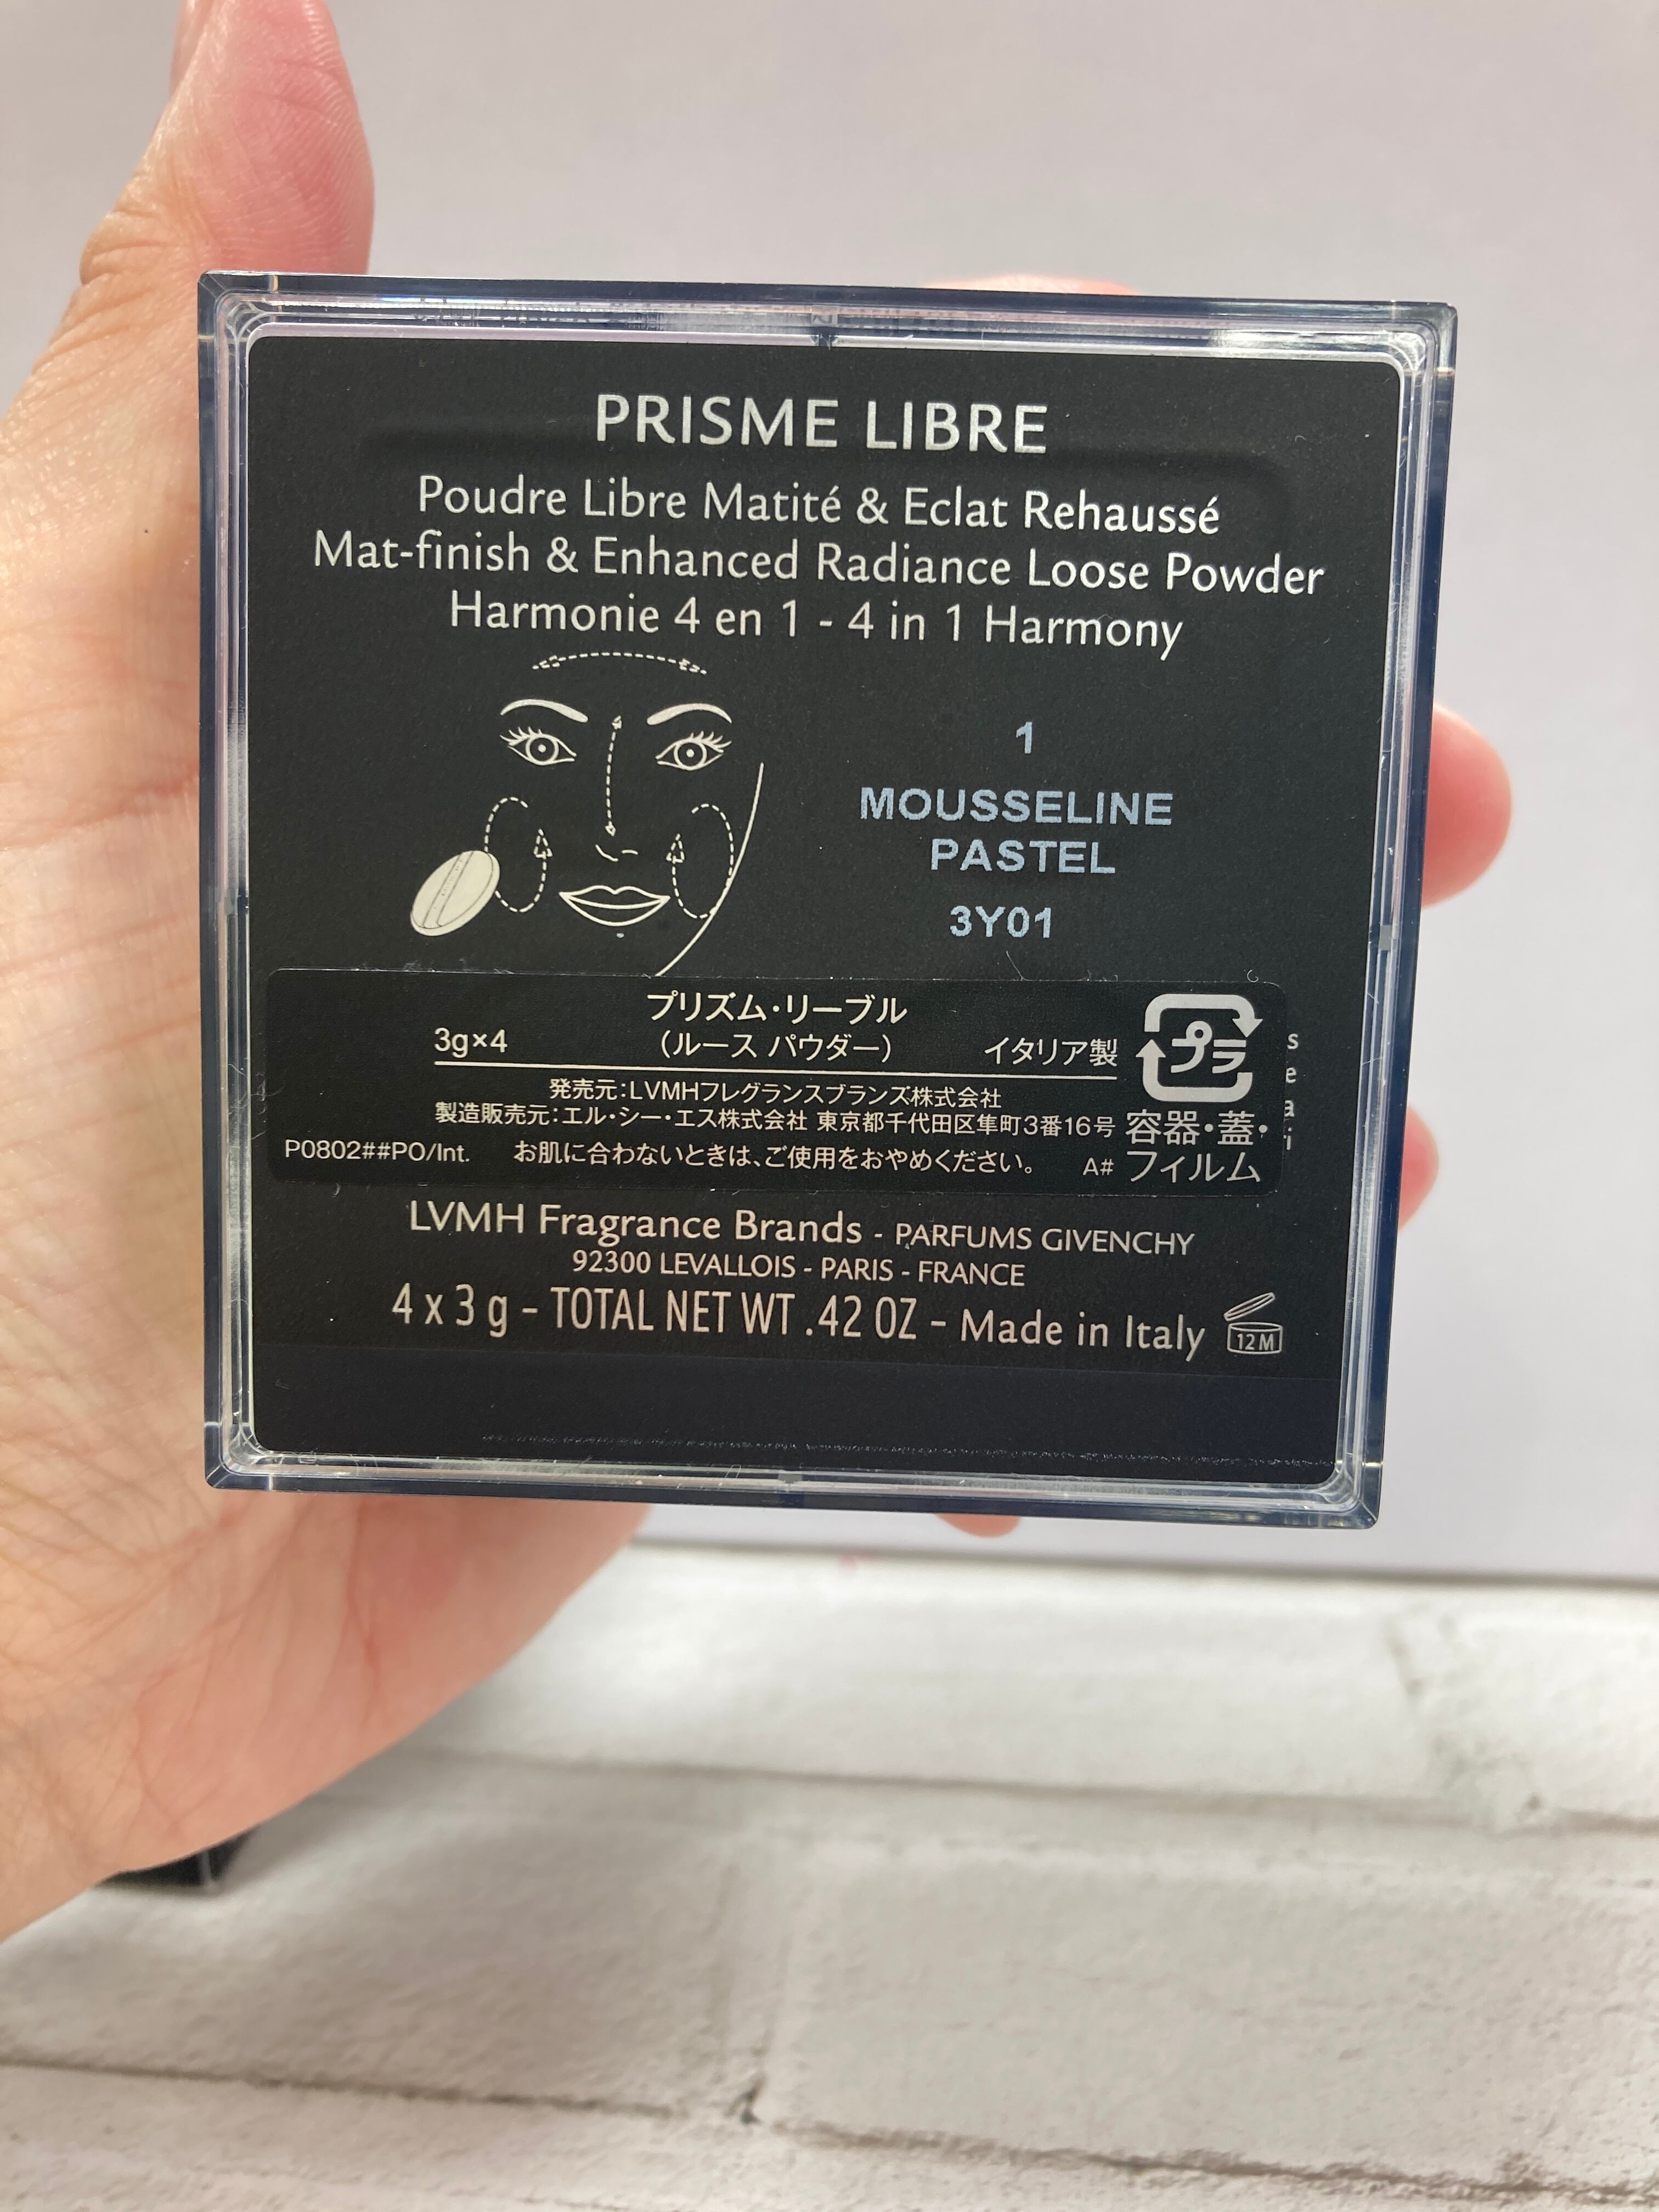 PRISME LIBRE
Poudre Libre Matité & Eclat Rehaussé
Mat-finish & Enhanced Radiance Loose Powder
Harmonie 4 en 1 - 4 in 1 Harmony
1
MOUSSELINE
PASTEL
3Y01
プリズム・リーブル
3g×4 （ルース パウダー） イタリア製 プラ
発売元：LVMHフレグランスブランズ株式会社
製造販売元：エル・シー・エス株式会社 東京都千代田区隼町3番16号 容器・蓋・
P0802##PO/Int. お肌に合わないときは、ご使用をおやめください。 A# フィルム
LVMH Fragrance Brands - PARFUMS GIVENCHY
92300 LEVALLOIS - PARIS - FRANCE
4 x 3 g - TOTAL NET WT .42 OZ - Made in Italy 12M